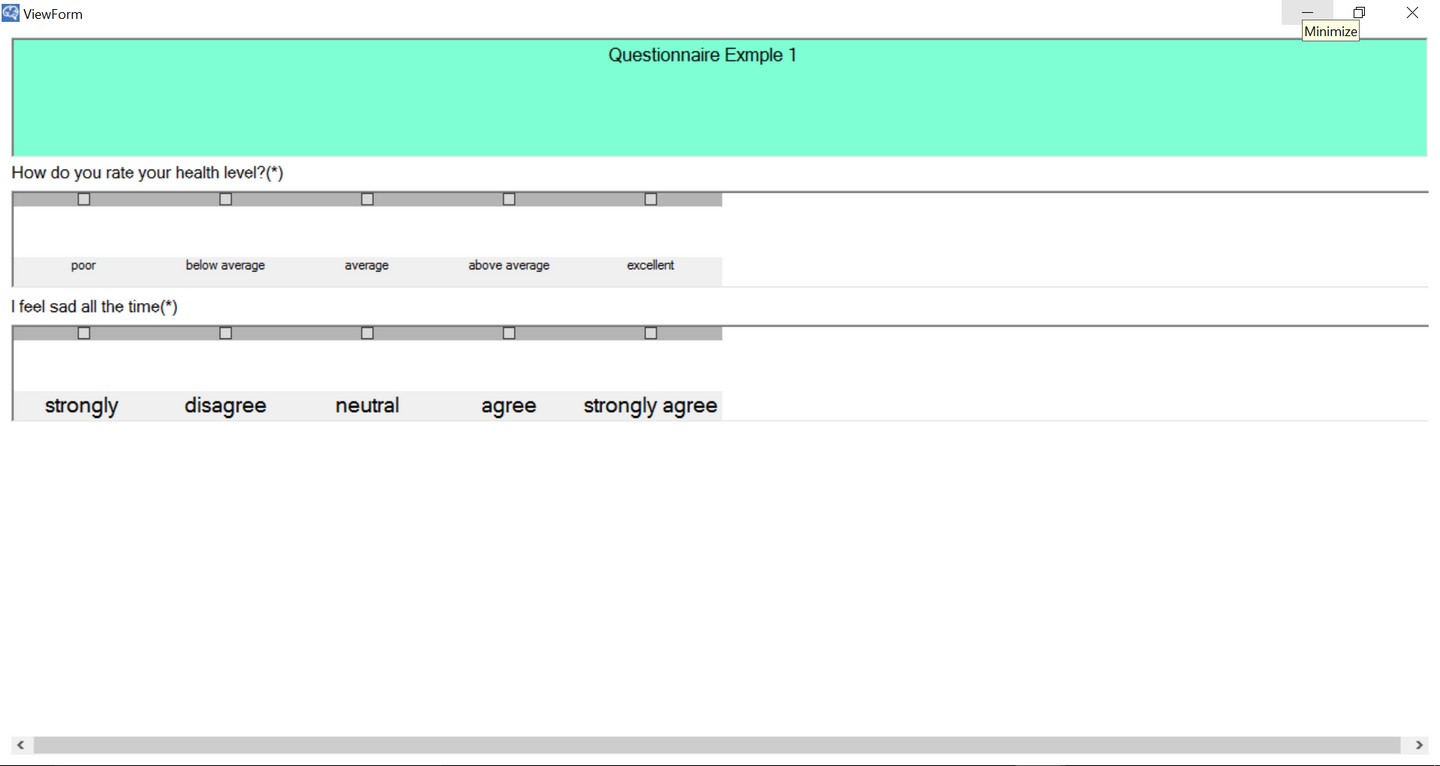 ViewForm
Minimize
Questionnaire Exmple 1
How do you rate your health level?(*)
poor below average average above average excellent
I feel sad all the time(*)
strongly disagree neutral agree strongly agree